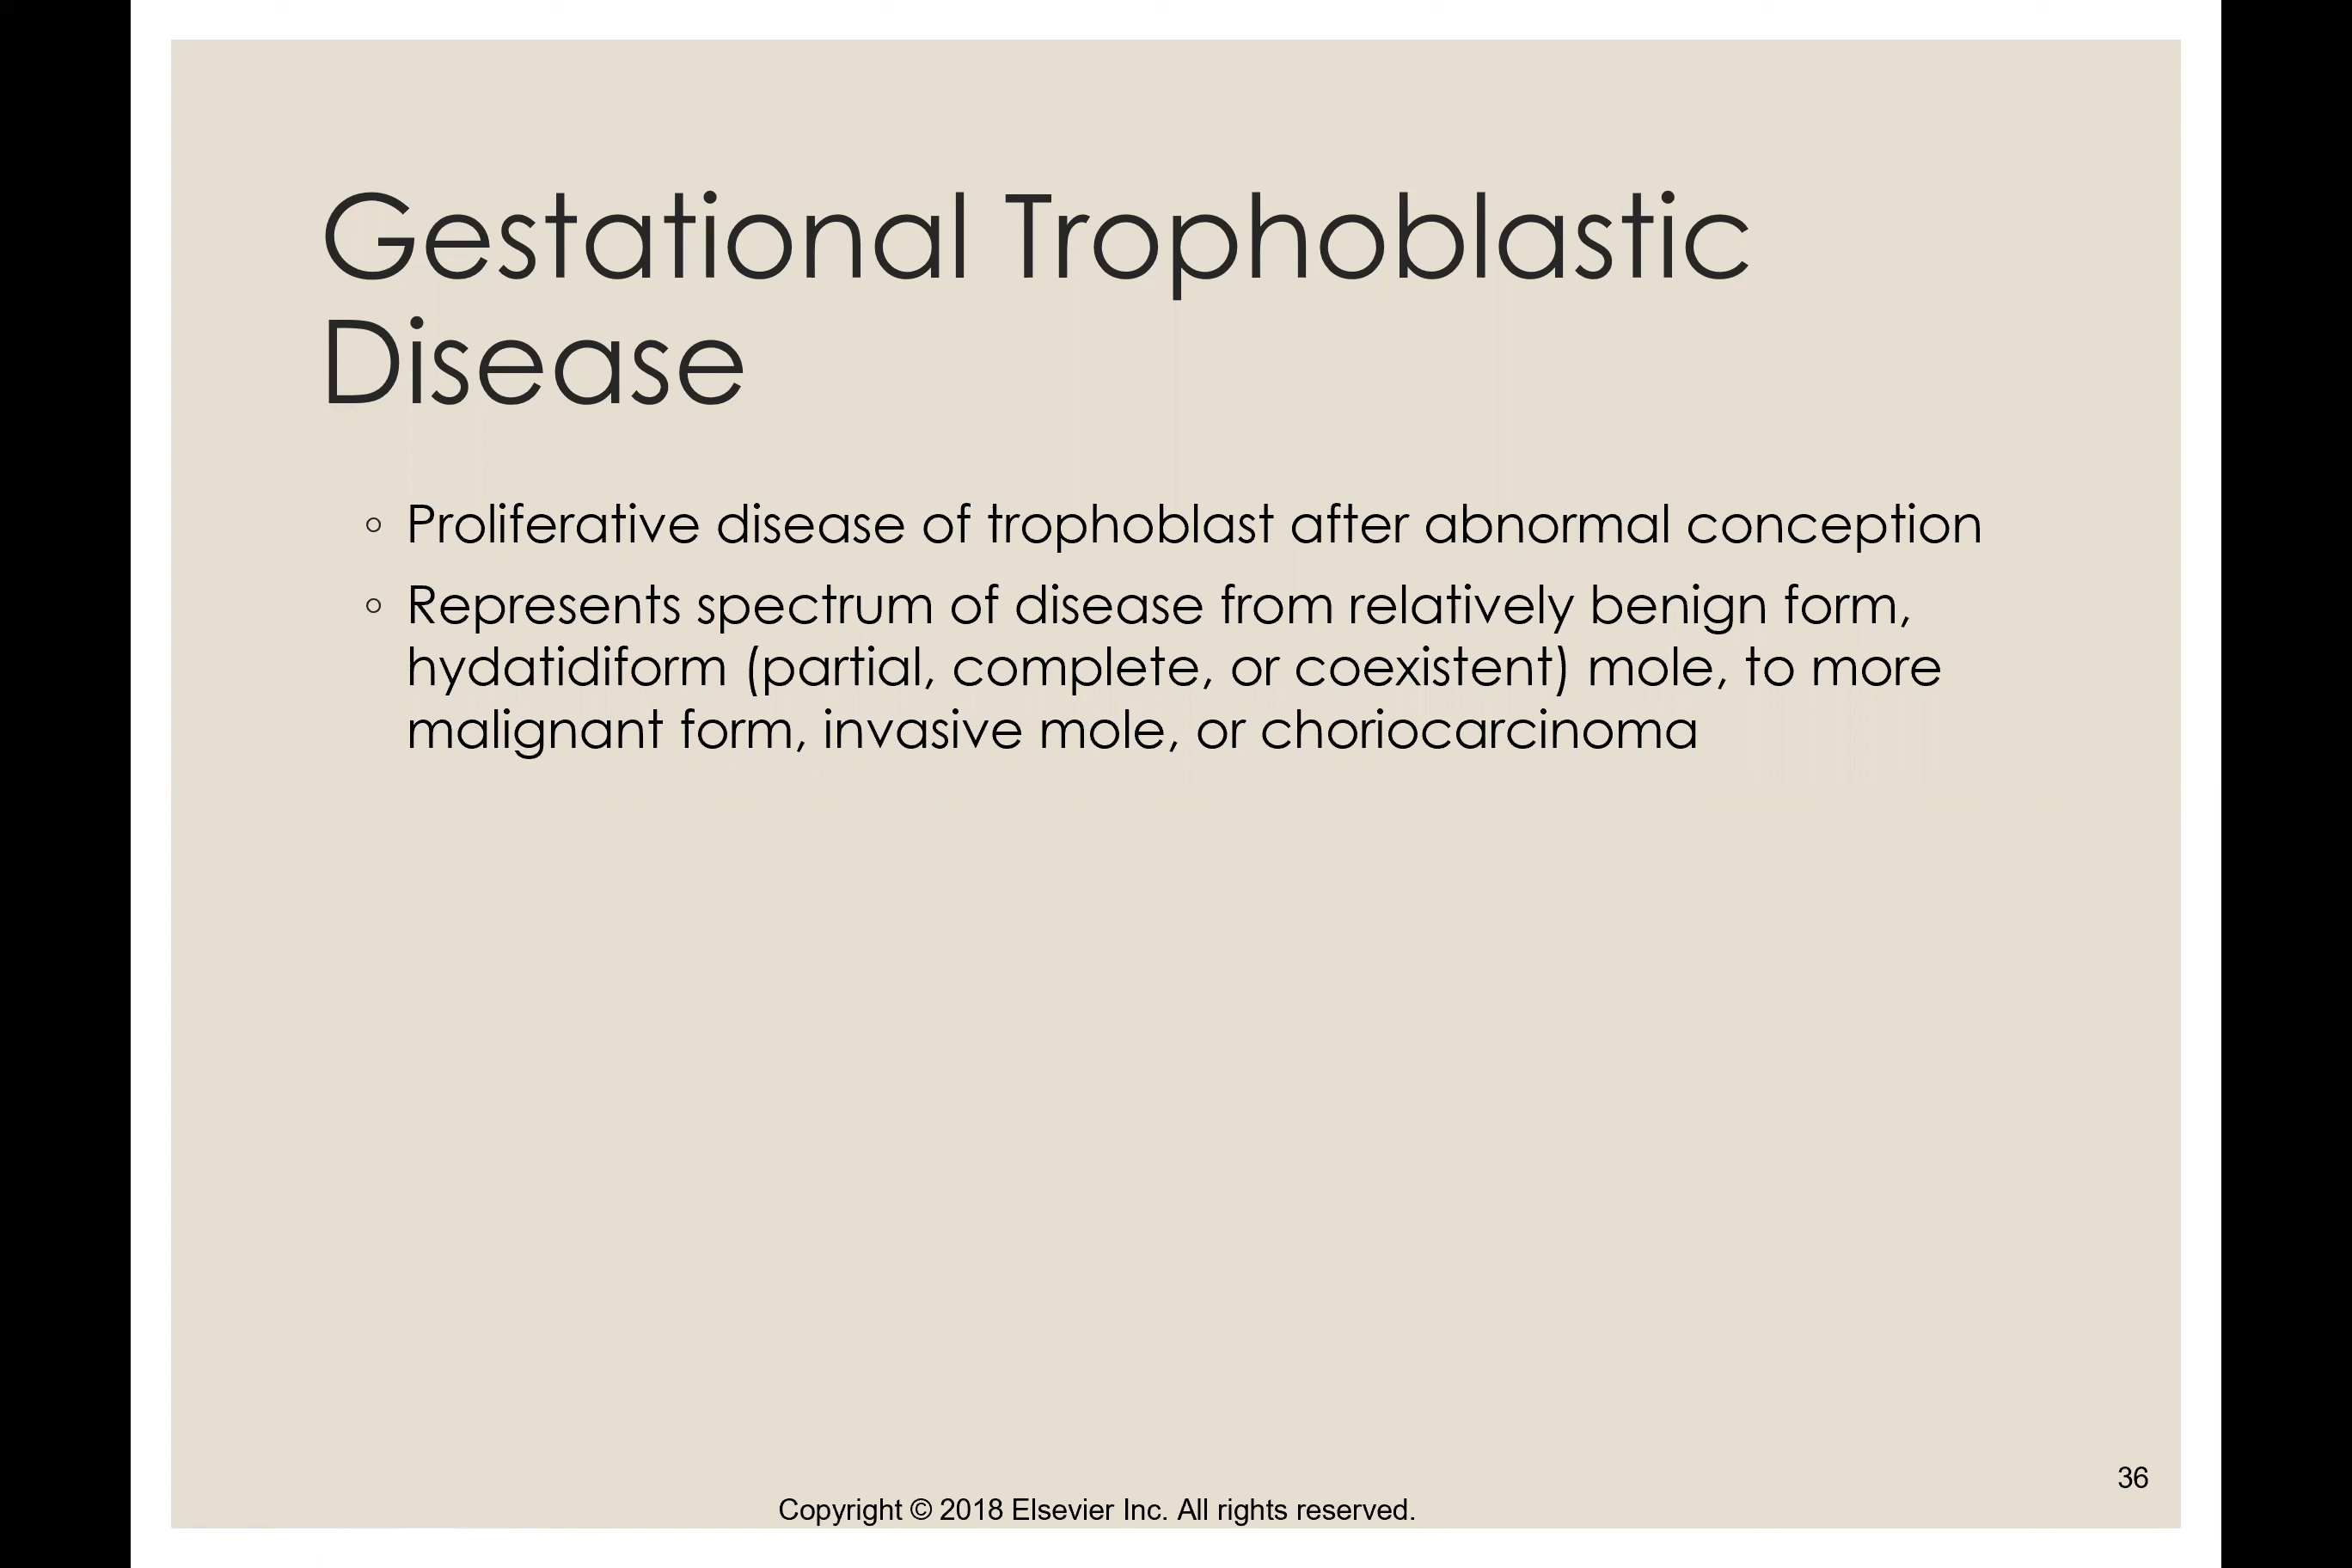 Gestational Trophoblastic
Disease
◦ Proliferative disease of trophoblast after abnormal conception
◦ Represents spectrum of disease from relatively benign form,
hydatidiform (partial, complete, or coexistent) mole, to more
malignant form, invasive mole, or choriocarcinoma
36
Copyright © 2018 Elsevier Inc. All rights reserved.